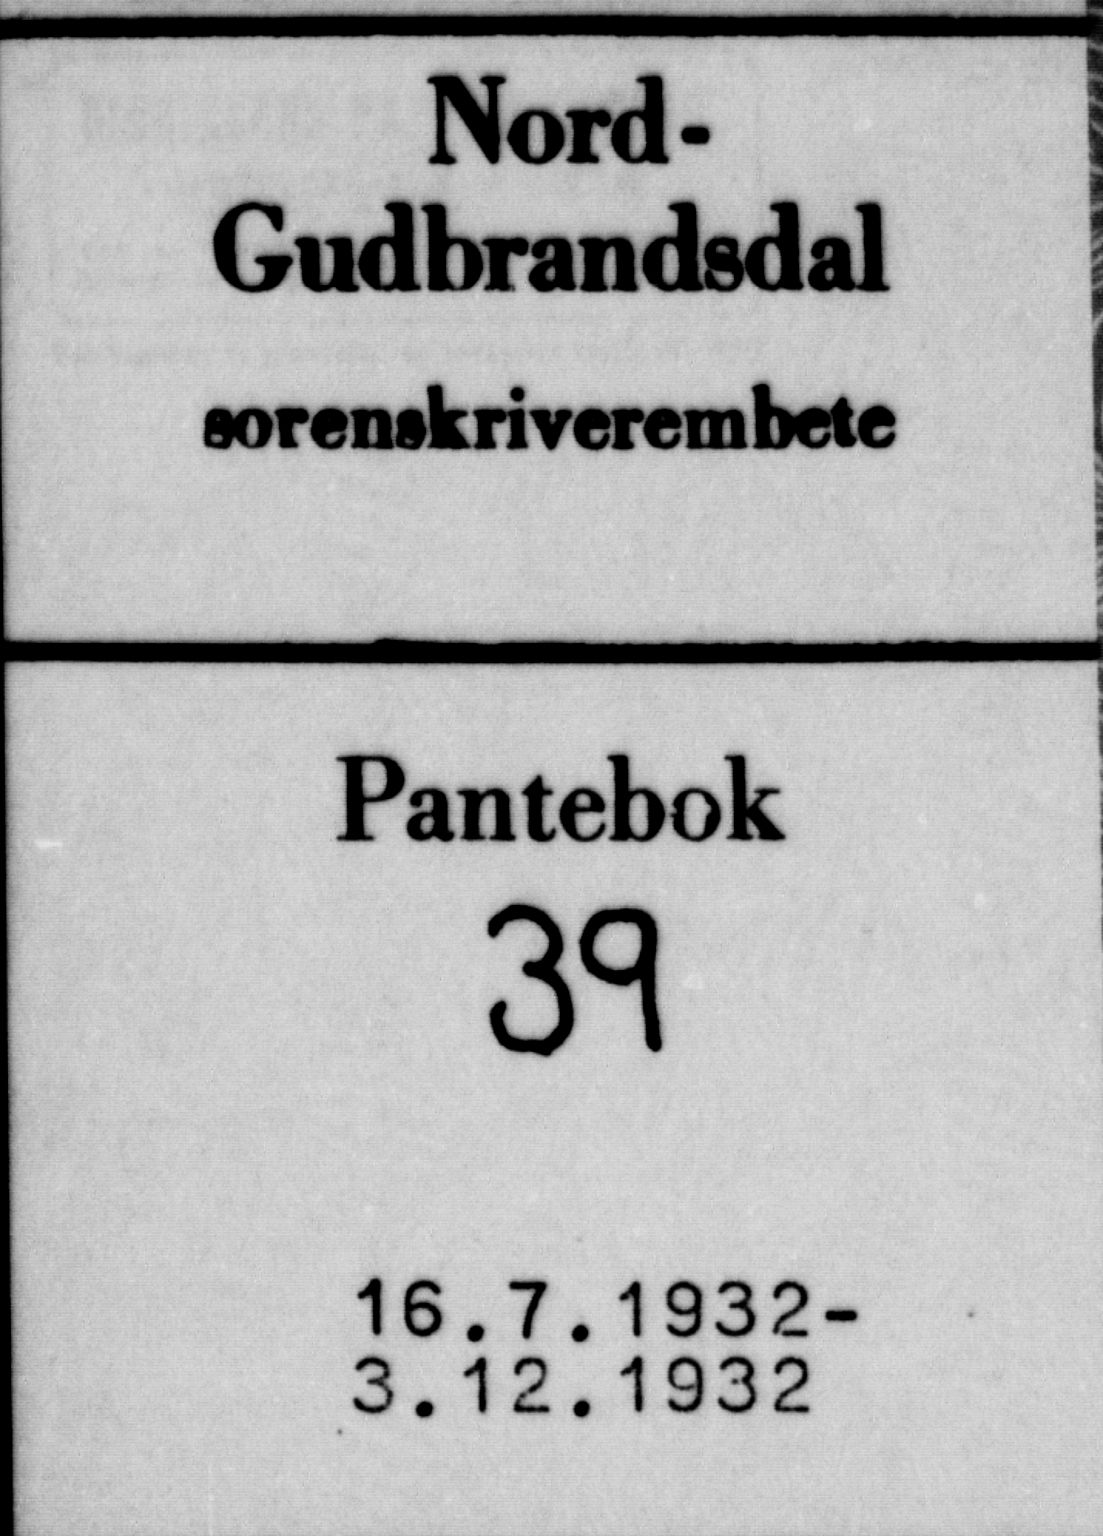 Nord-
Gudbrandsdal
sorenskriverembete
Pantebok
39
16.7.1932-
3.12.1932